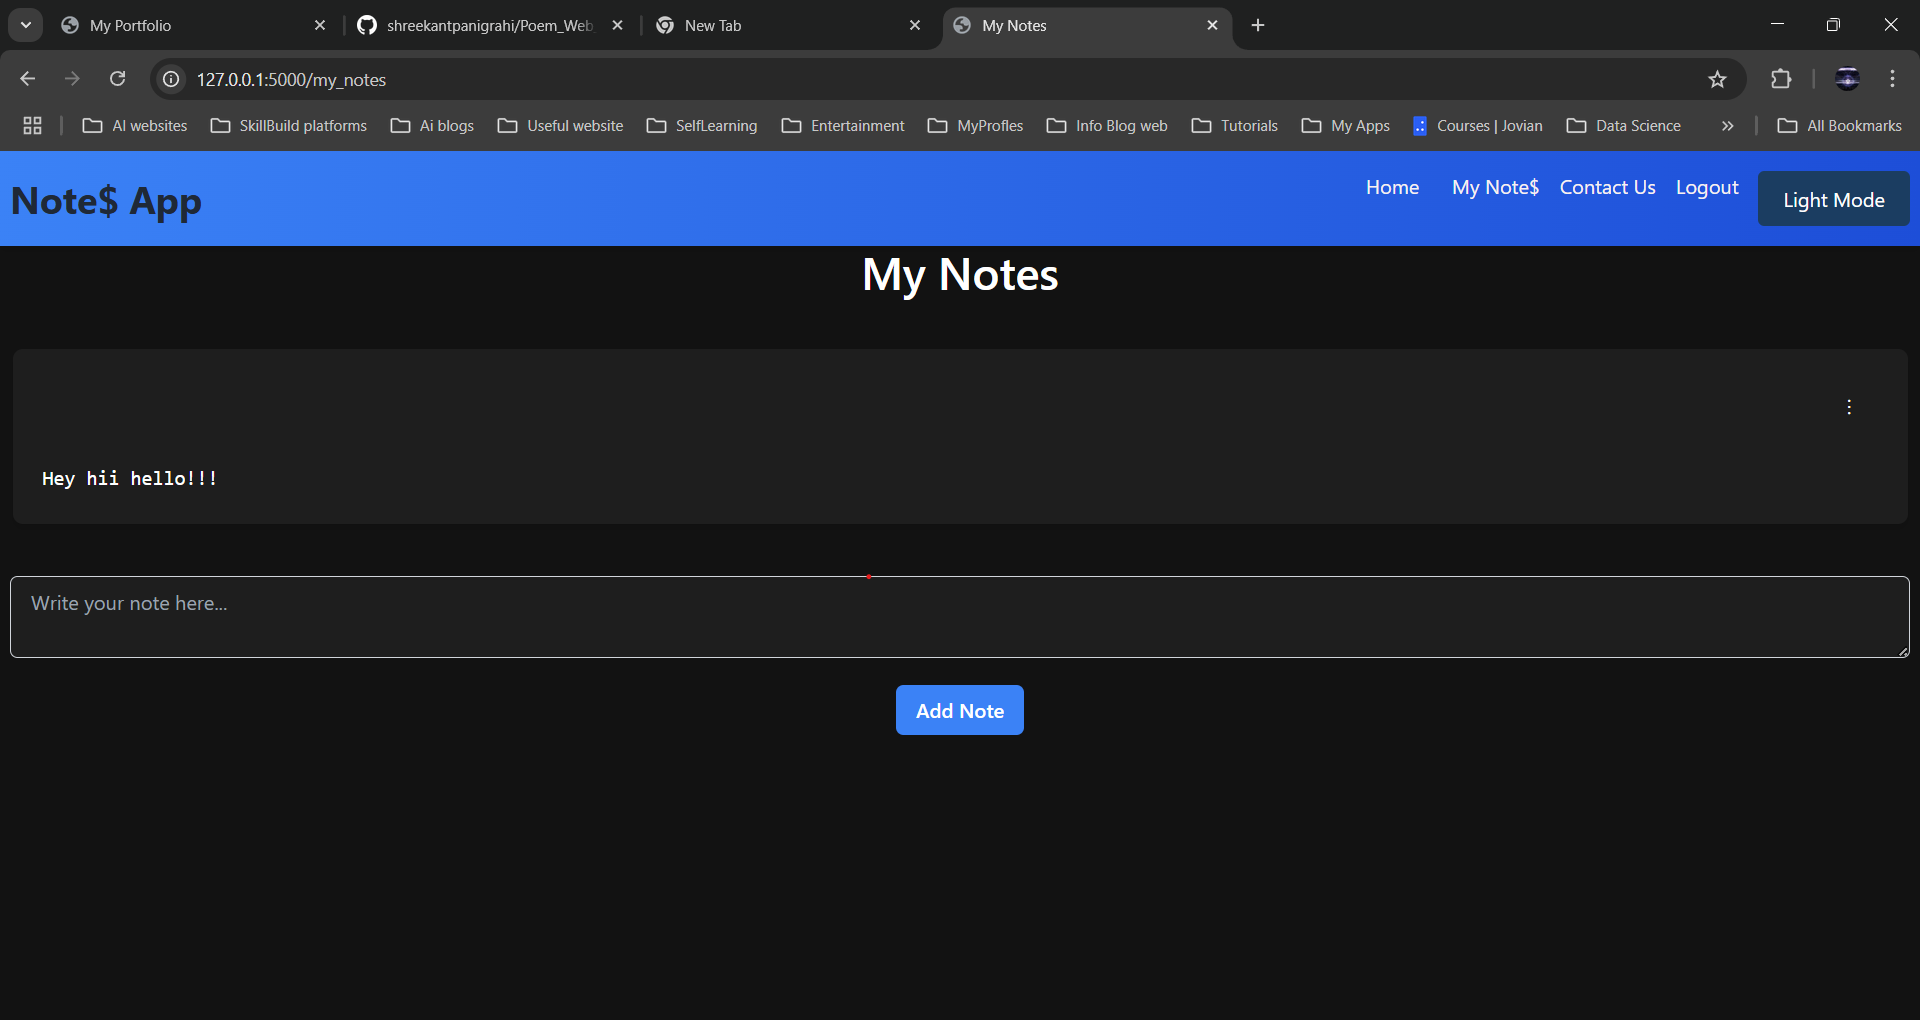 My Portfolio
shreekantpanigrahi/Poem_Web
New Tab
My Notes
127.0.0.1:5000/my_notes
AI websites
SkillBuild platforms
Ai blogs
Useful website
SelfLearning
Entertainment
MyProfles
Info Blog web
Tutorials
My Apps
Courses | Jovian
Data Science
All Bookmarks
Note$ App
Home
My Note$
Contact Us
Logout
Light Mode
My Notes
Hey hii hello!!!
Write your note here...
Add Note